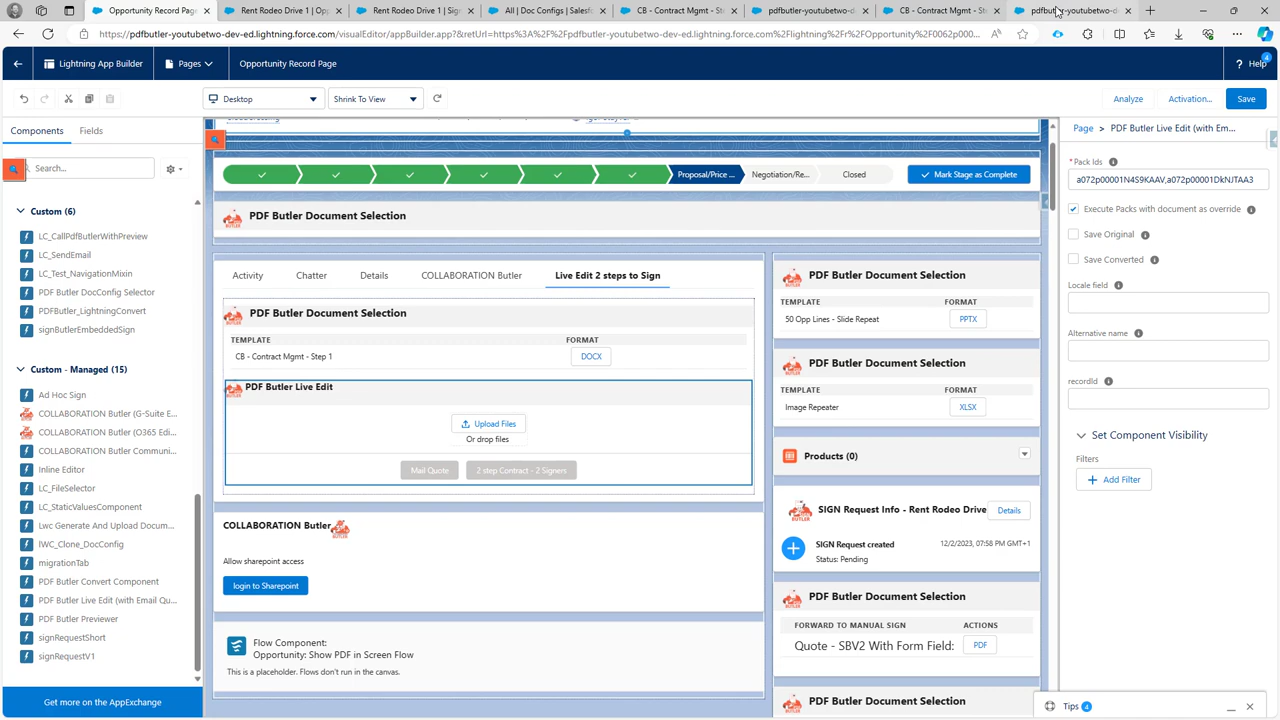 Opportunity Record Page
Rent Rodeo Drive 1 | Opp
Rent Rodeo Drive 1 | Sign
All | Doc Configs | Salesfo
CB - Contract Mgmt - St
pdfbutler-youtubetwo-de
CB - Contract Mgmt - St
pdfbutler-youtubetwo-d
https://pdfbutler-youtubetwo-dev-ed.lightning.force.com/visualEditor/appBuilder.app?&retUrl=https%3A%2F%2Fpdfbutler-youtubetwo-dev-ed.lightning.force.com%2Flightning%2Fr%2FOpportunity%2F0062p000...
Lightning App Builder
Pages
Opportunity Record Page
Help
4
Desktop
Shrink To View
Analyze
Activation...
Save
Components
Fields
Search...
Custom (6)
LC_CallPdfButlerWithPreview
LC_SendEmail
LC_Test_NavigationMixin
PDF Butler DocConfig Selector
PDFButler_LightningConvert
signButlerEmbeddedSign
Custom - Managed (15)
Ad Hoc Sign
COLLABORATION Butler (G-Suite E...
COLLABORATION Butler (O365 Edi...
COLLABORATION Butler Communi...
Inline Editor
LC_FileSelector
LC_StaticValuesComponent
Lwc Generate And Upload Docum...
lWC_Clone_DocConfig
migrationTab
PDF Butler Convert Component
PDF Butler Live Edit (with Email Qu...
PDF Butler Previewer
signRequestShort
signRequestV1
Get more on the AppExchange
Proposal/Price ...
Negotiation/Re...
Closed
Mark Stage as Complete
PDF Butler Document Selection
Activity
Chatter
Details
COLLABORATION Butler
Live Edit 2 steps to Sign
PDF Butler Document Selection
TEMPLATE
FORMAT
CB - Contract Mgmt - Step 1
DOCX
PDF Butler Live Edit
Upload Files
Or drop files
Mail Quote
2 step Contract - 2 Signers
COLLABORATION Butler
Allow sharepoint access
login to Sharepoint
Flow Component:
Opportunity: Show PDF in Screen Flow
This is a placeholder. Flows don't run in the canvas.
PDF Butler Document Selection
TEMPLATE
FORMAT
50 Opp Lines - Slide Repeat
PPTX
PDF Butler Document Selection
TEMPLATE
FORMAT
Image Repeater
XLSX
Products (0)
SIGN Request Info - Rent Rodeo Drive
Details
SIGN Request created
12/2/2023, 07:58 PM GMT+1
Status: Pending
PDF Butler Document Selection
FORWARD TO MANUAL SIGN
ACTIONS
Quote - SBV2 With Form Field:
PDF
PDF Butler Document Selection
Page > PDF Butler Live Edit (with Em...
*Pack Ids
a072p00001N4S9KAAV,a072p00001DkNJTAA3
Execute Packs with document as override
Save Original
Save Converted
Locale field
Alternative name
recordId
Set Component Visibility
Filters
Add Filter
Tips
4